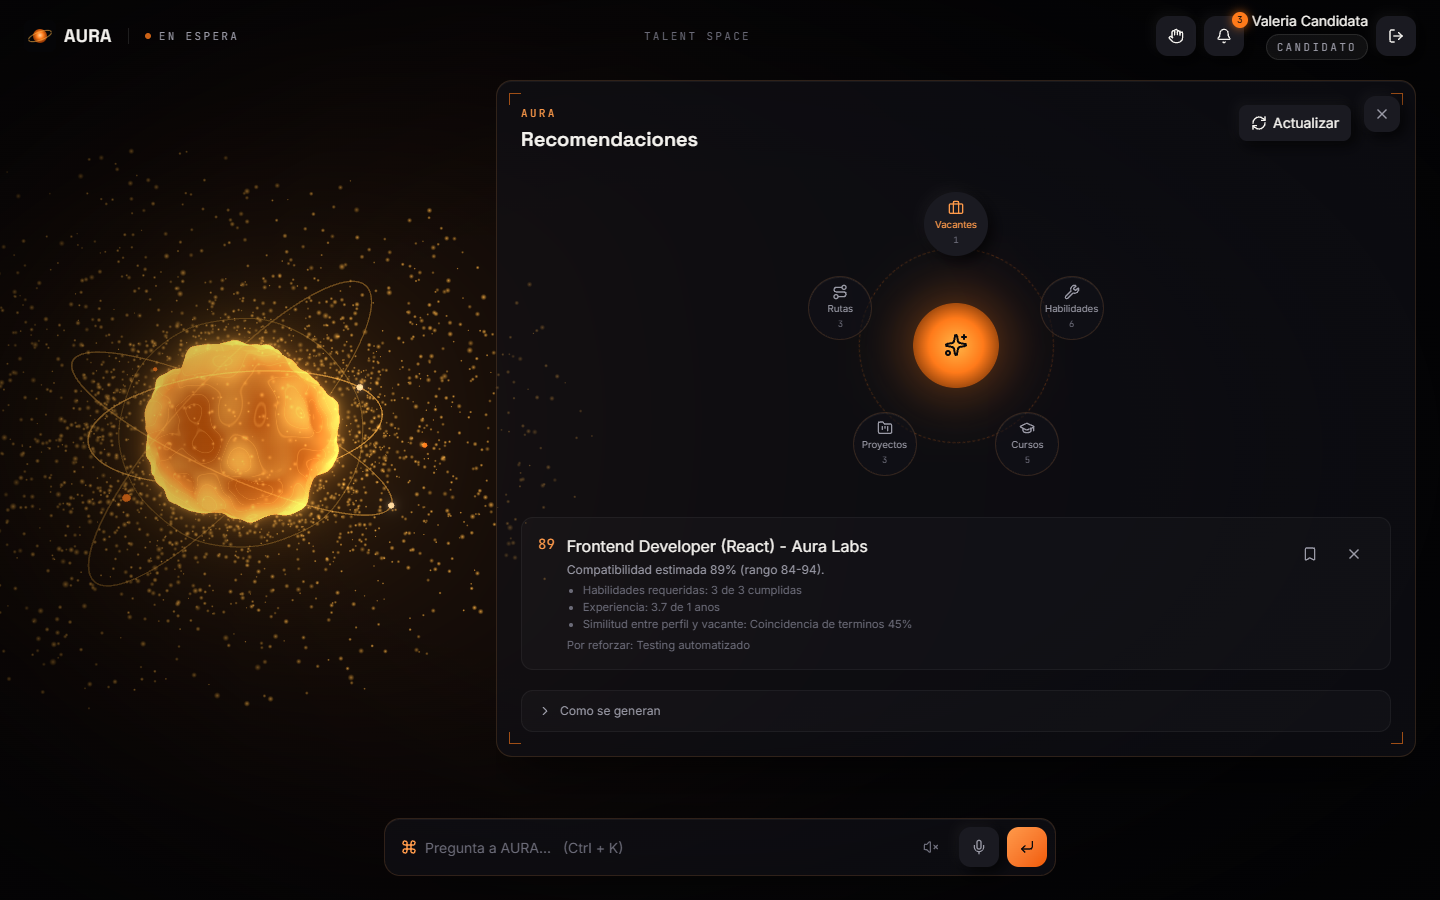 AURA
EN ESPERA
TALENT SPACE
3
Valeria Candidata
CANDIDATO
AURA
Recomendaciones
Actualizar
Vacantes
1
Rutas
3
Habilidades
6
Proyectos
3
Cursos
5
89
Frontend Developer (React) - Aura Labs
Compatibilidad estimada 89% (rango 84-94).
Habilidades requeridas: 3 de 3 cumplidas
Experiencia: 3.7 de 1 anos
Similitud entre perfil y vacante: Coincidencia de terminos 45%
Por reforzar: Testing automatizado
Como se generan
⌘ Pregunta a AURA... (Ctrl + K)